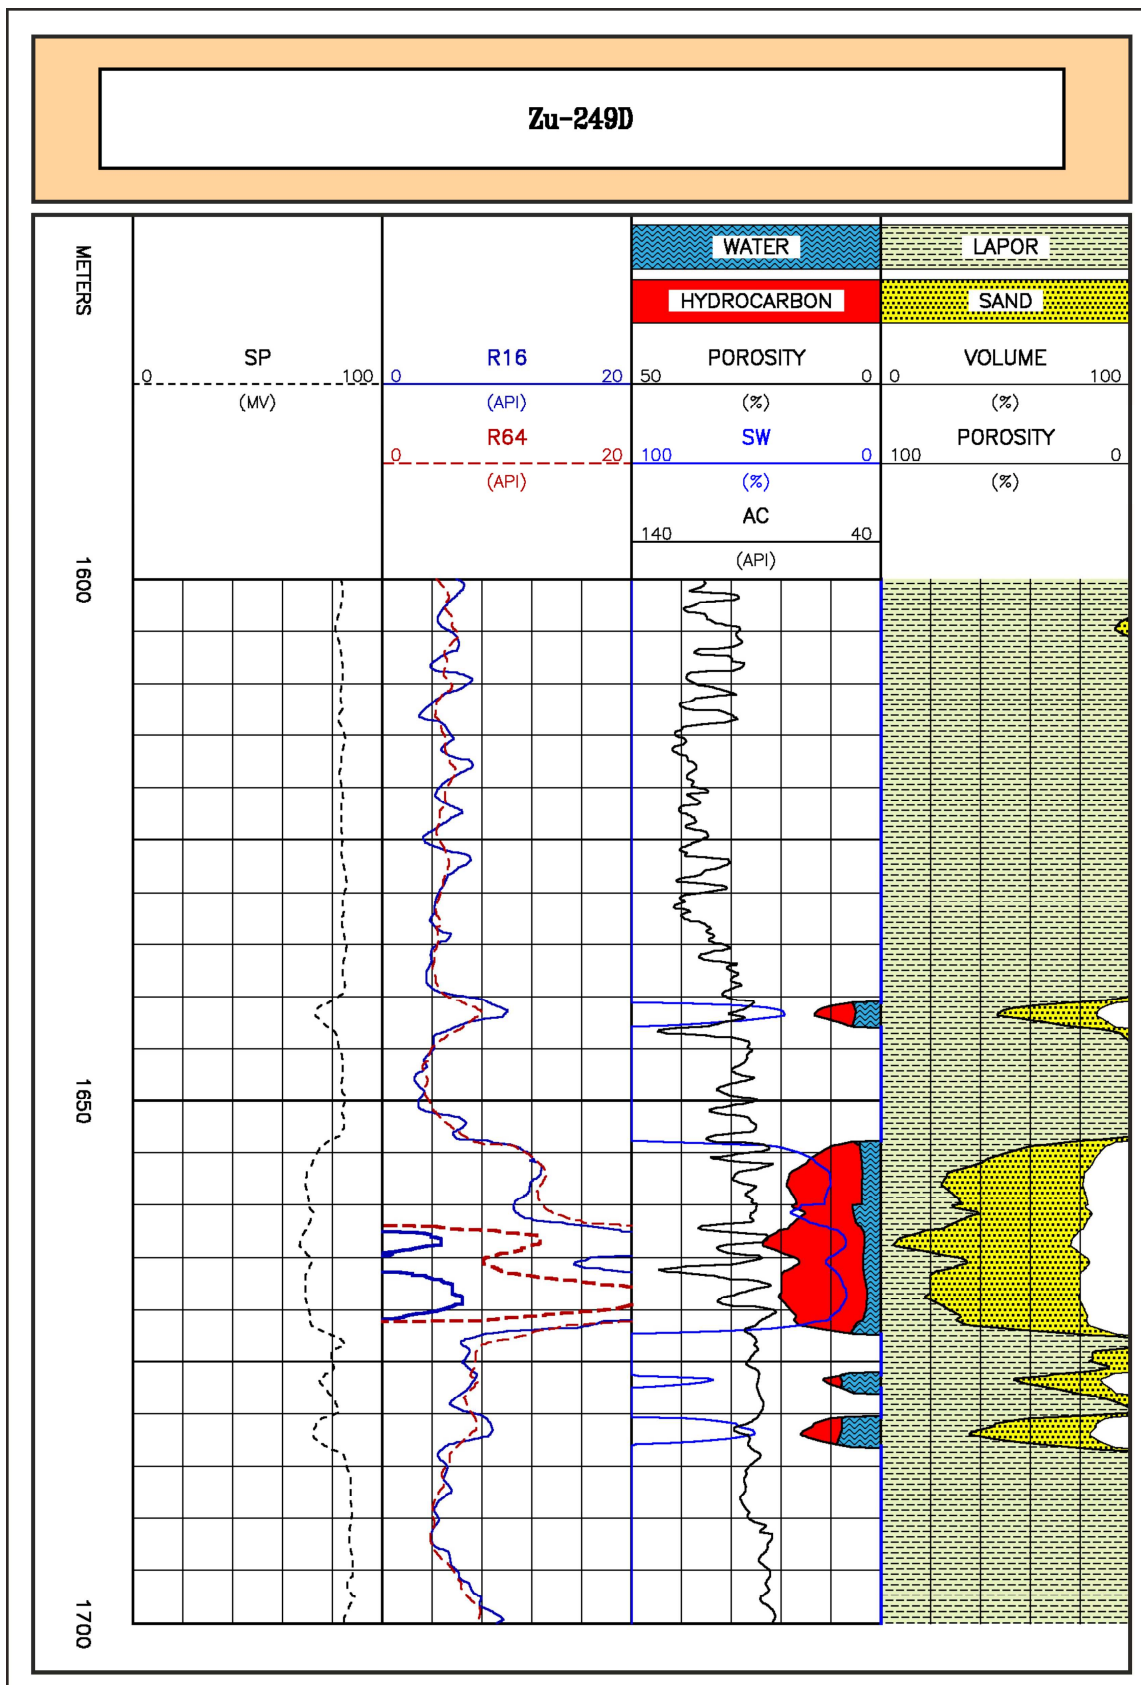 Zu-249D
METERS
WATER
LAPOR
HYDROCARBON
SAND
SP
R16
POROSITY
VOLUME
0 100
0 20
50 0
0 100
(MV)
(API)
(%)
(%)
R64
SW
POROSITY
0 20
100 0
100 0
(API)
(%)
(%)
AC
140 40
(API)
1600
1650
1700